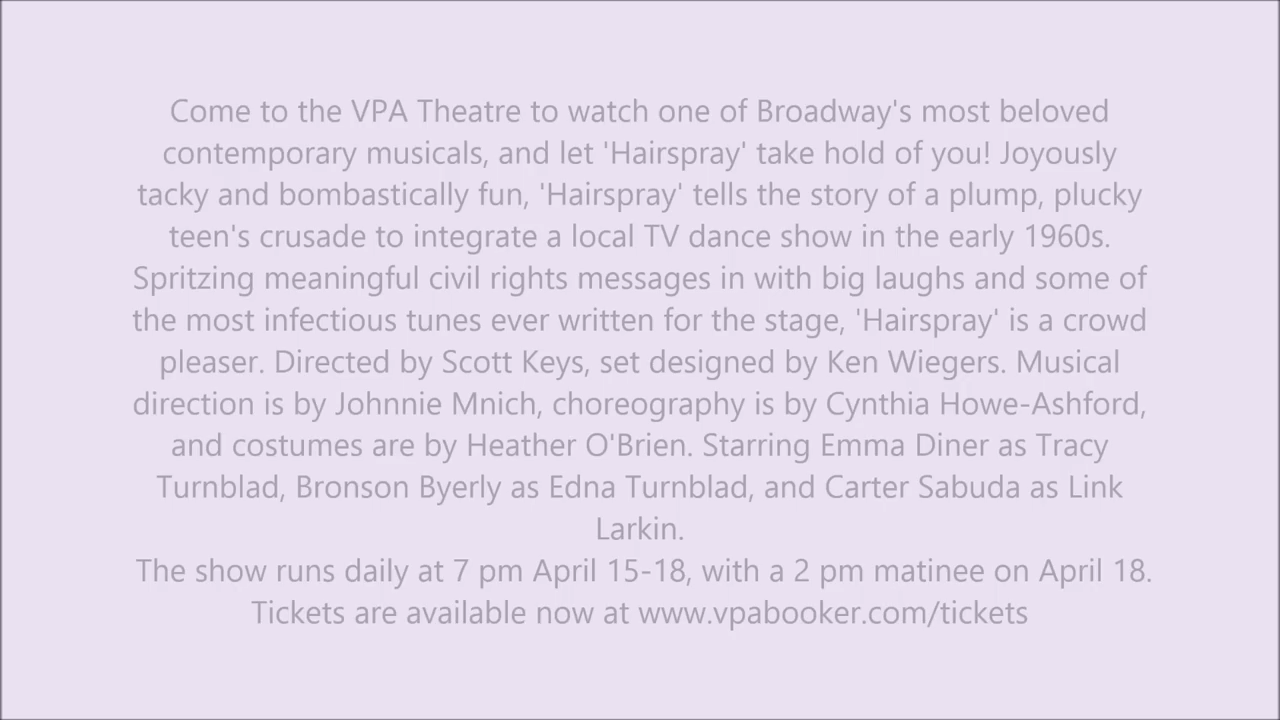 Come to the VPA Theatre to watch one of Broadway's most beloved
contemporary musicals, and let 'Hairspray' take hold of you! Joyously
tacky and bombastically fun, 'Hairspray' tells the story of a plump, plucky
teen's crusade to integrate a local TV dance show in the early 1960s.
Spritzing meaningful civil rights messages in with big laughs and some of
the most infectious tunes ever written for the stage, 'Hairspray' is a crowd
pleaser. Directed by Scott Keys, set designed by Ken Wiegers. Musical
direction is by Johnnie Mnich, choreography is by Cynthia Howe-Ashford,
and costumes are by Heather O'Brien. Starring Emma Diner as Tracy
Turnblad, Bronson Byerly as Edna Turnblad, and Carter Sabuda as Link
Larkin.
The show runs daily at 7 pm April 15-18, with a 2 pm matinee on April 18.
Tickets are available now at www.vpabooker.com/tickets